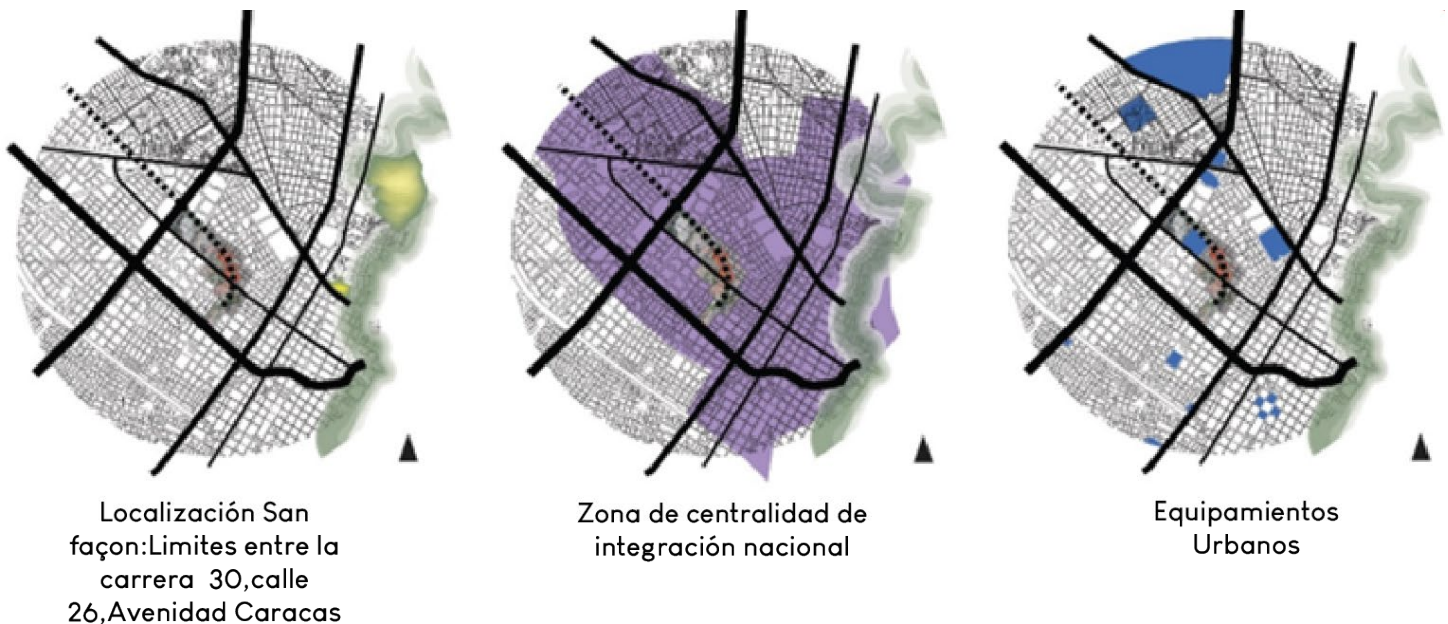 Localización San
façon:Limites entre la
carrera 30,calle
26,Avenidad Caracas
Zona de centralidad de
integración nacional
Equipamientos
Urbanos